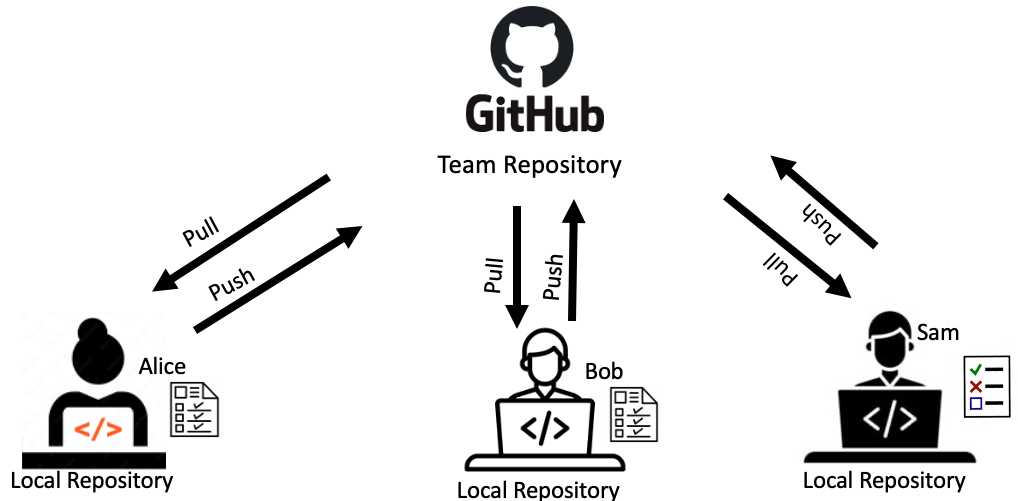 GitHub
Team Repository
Pull
Push
Pull
Push
Push
Pull
Alice
</>
Local Repository
Bob
</>
Local Repository
Sam
</>
Local Repository